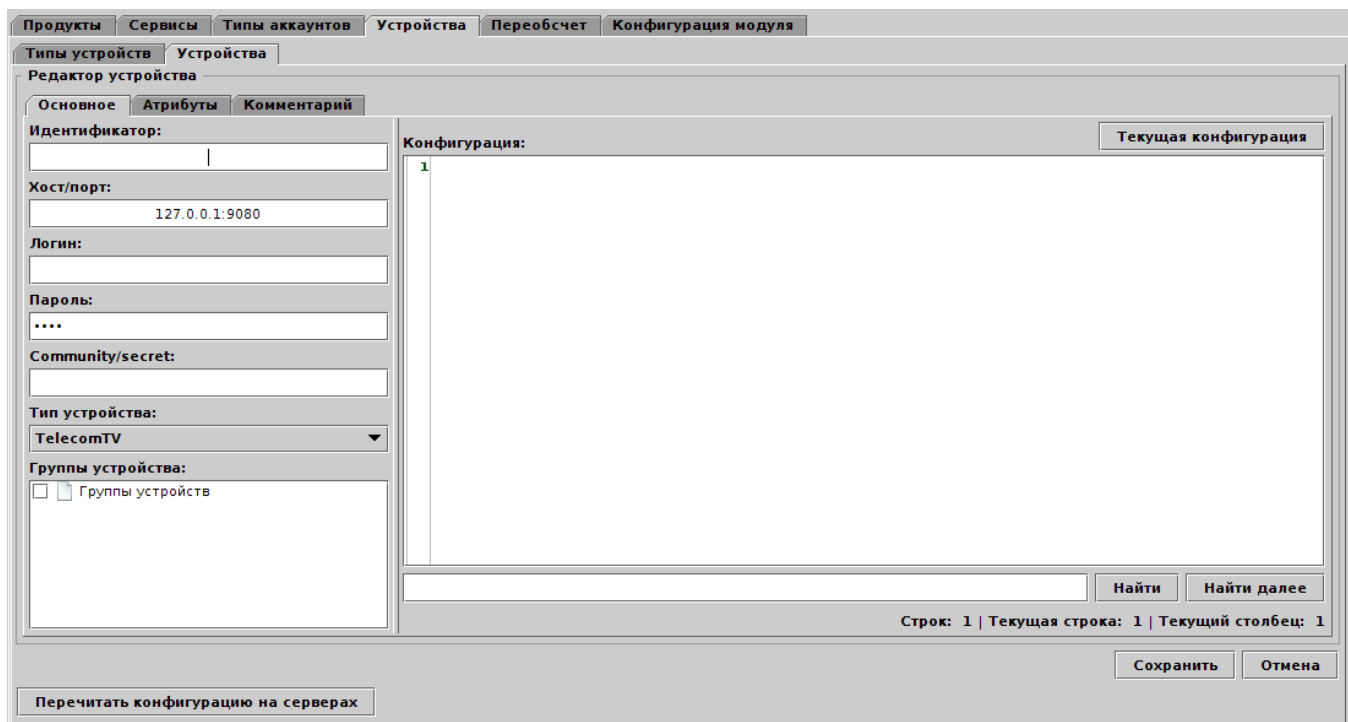 Продукты Сервисы Типы аккаунтов Устройства Переобсчет Конфигурация модуля
Типы устройств Устройства
Редактор устройства
Основное Атрибуты Комментарий
Идентификатор:
Хост/порт:
127.0.0.1:9080
Логин:
Пароль:
••••
Community/secret:
Тип устройства:
TelecomTV
Группы устройства:
Группы устройств
Конфигурация:
Текущая конфигурация
1
Найти Найти далее
Строк: 1 | Текущая строка: 1 | Текущий столбец: 1
Сохранить Отмена
Перечитать конфигурацию на серверах